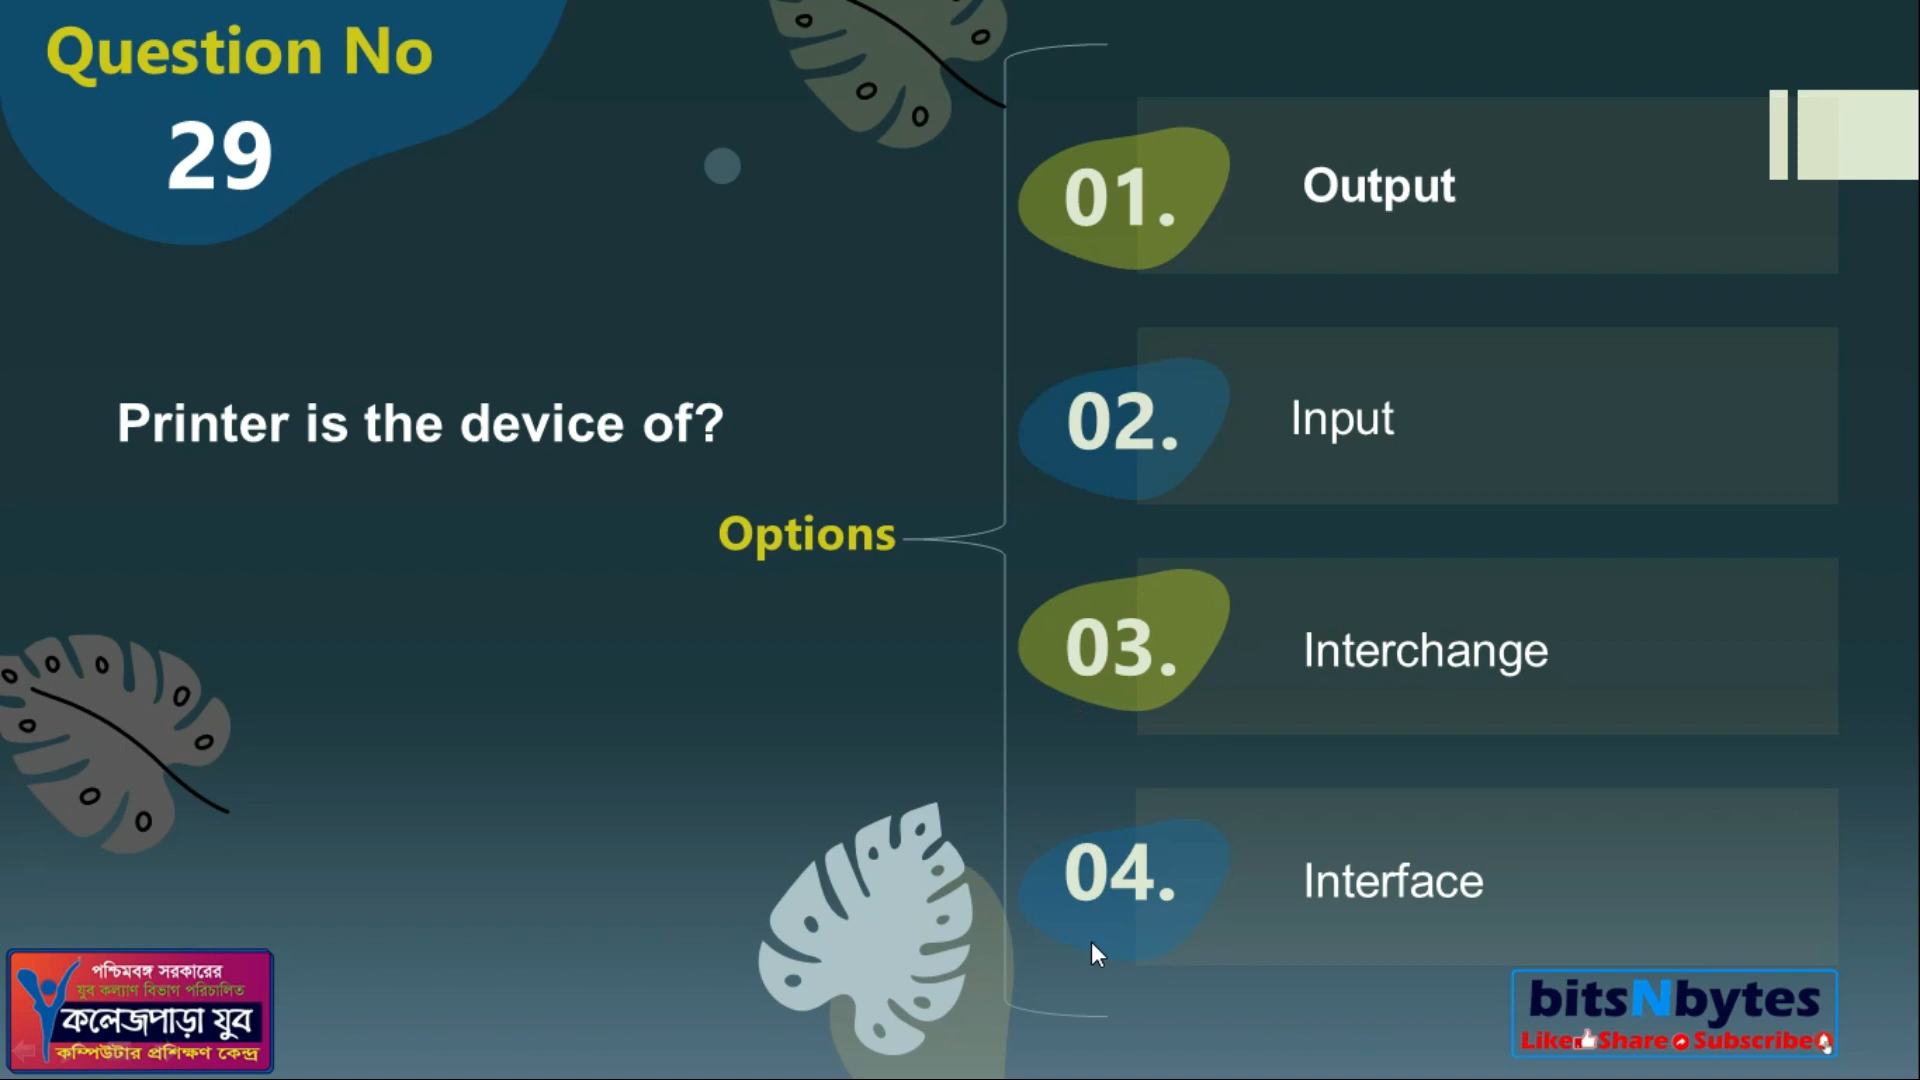 Question No
29
Printer is the device of?
Options
01.
Output
02.
Input
03.
Interchange
04.
Interface
পশ্চিমবঙ্গ সরকারের
যুব কল্যাণ বিভাগ পরিচালিত
কলেজপাড়া যুব
কম্পিউটার প্রশিক্ষণ কেন্দ্র
bitsNbytes
Like Share Subscribe